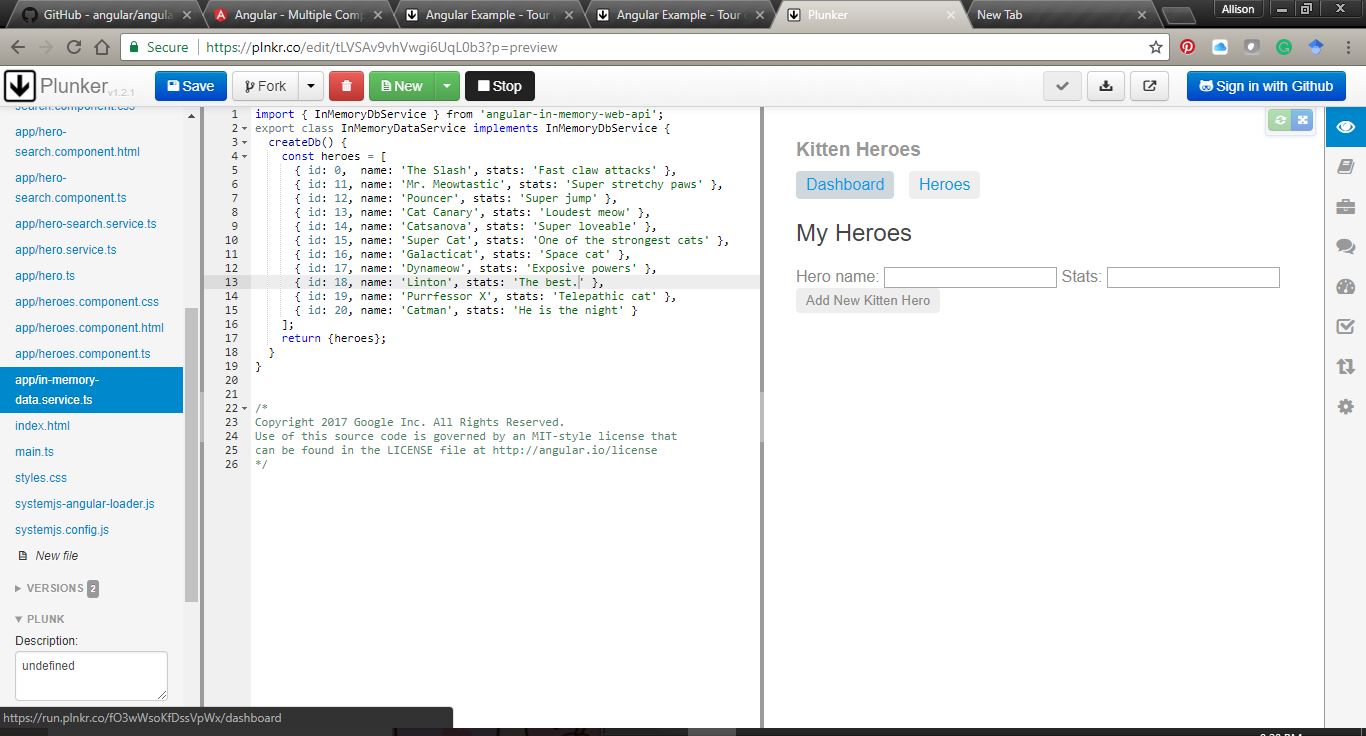 GitHub - angular/angula
Angular - Multiple Comp
Angular Example - Tour
Angular Example - Tour
Plunker
New Tab
Allison
Secure
https://plnkr.co/edit/tLVSAv9vhVwgi6UqL0b3?p=preview
Plunker v1.2.1
Save
Fork
New
Stop
Sign in with Github
search.component.css
app/hero-
search.component.html
app/hero-
search.component.ts
app/hero-search.service.ts
app/hero.service.ts
app/hero.ts
app/heroes.component.css
app/heroes.component.html
app/heroes.component.ts
app/in-memory-
data.service.ts
index.html
main.ts
styles.css
systemjs-angular-loader.js
systemjs.config.js
New file
VERSIONS 2
PLUNK
Description:
undefined
https://run.plnkr.co/fO3wWsoKfDssVpWx/dashboard
1 import { InMemoryDbService } from 'angular-in-memory-web-api';
2 export class InMemoryDataService implements InMemoryDbService {
3 createDb() {
4 const heroes = [
5 { id: 0, name: 'The Slash', stats: 'Fast claw attacks' },
6 { id: 11, name: 'Mr. Meowtastic', stats: 'Super stretchy paws' },
7 { id: 12, name: 'Pouncer', stats: 'Super jump' },
8 { id: 13, name: 'Cat Canary', stats: 'Loudest meow' },
9 { id: 14, name: 'Catsanova', stats: 'Super loveable' },
10 { id: 15, name: 'Super Cat', stats: 'One of the strongest cats' },
11 { id: 16, name: 'Galacticat', stats: 'Space cat' },
12 { id: 17, name: 'Dynameow', stats: 'Exposive powers' },
13 { id: 18, name: 'Linton', stats: 'The best.' },
14 { id: 19, name: 'Purrfessor X', stats: 'Telepathic cat' },
15 { id: 20, name: 'Catman', stats: 'He is the night' }
16 ];
17 return {heroes};
18 }
19 }
20
21
22 /*
23 Copyright 2017 Google Inc. All Rights Reserved.
24 Use of this source code is governed by an MIT-style license that
25 can be found in the LICENSE file at http://angular.io/license
26 */
Kitten Heroes
Dashboard
Heroes
My Heroes
Hero name:
Stats:
Add New Kitten Hero